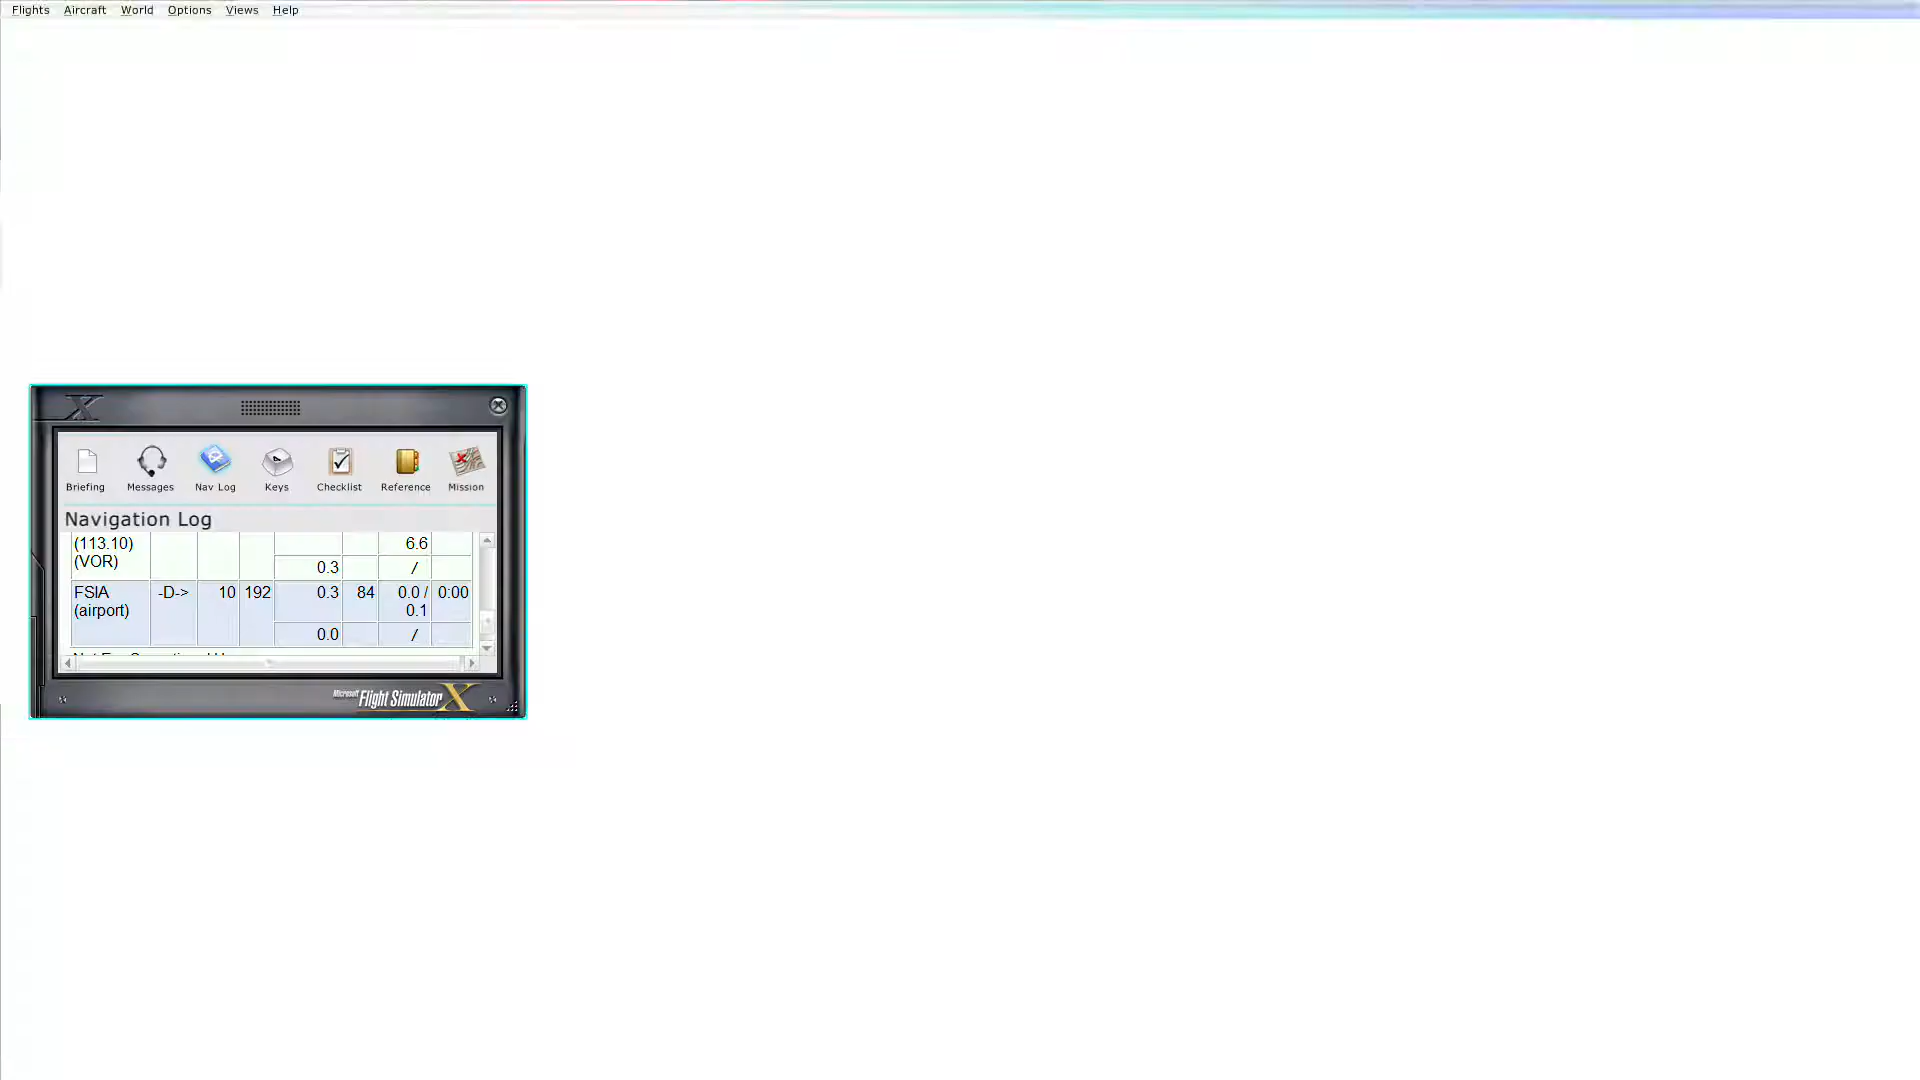 Flights Aircraft World Options Views Help
Briefing Messages Nav Log Keys Checklist Reference Mission
Navigation Log
(113.10) 6.6
(VOR)
0.3 /
FSIA -D-> 10 192 0.3 84 0.0 / 0:00
(airport) 0.1
0.0 /
Microsoft Flight Simulator X